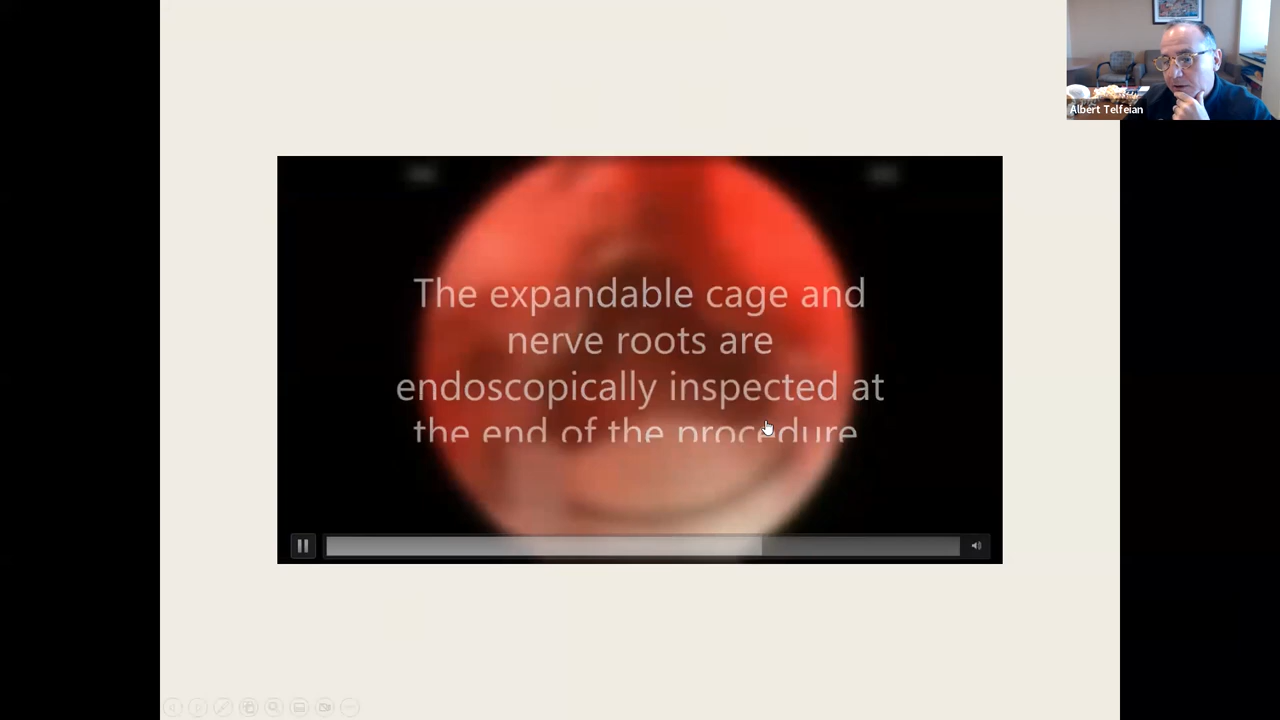 Albert Telfeian
The expandable cage and
nerve roots are
endoscopically inspected at
the end of the procedure